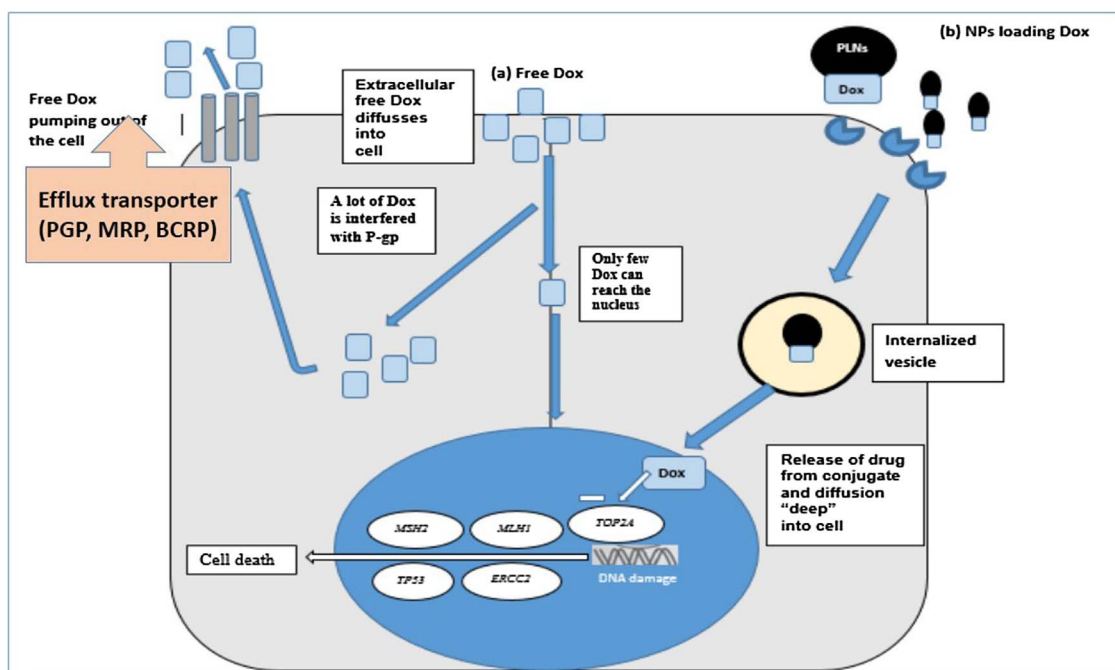 (b) NPs loading Dox
PLNs
Dox
(a) Free Dox
Extracellular
free Dox
diffusses
into
cell
Free Dox
pumping out of
the cell
Efflux transporter
(PGP, MRP, BCRP)
A lot of Dox
is interfered
with P-gp
Only few
Dox can
reach the
nucleus
Internalized
vesicle
Release of drug
from conjugate
and diffusion
“deep”
into cell
Dox
MSH2
MLH1
TOP2A
Cell death
TP53
ERCC2
DNA damage